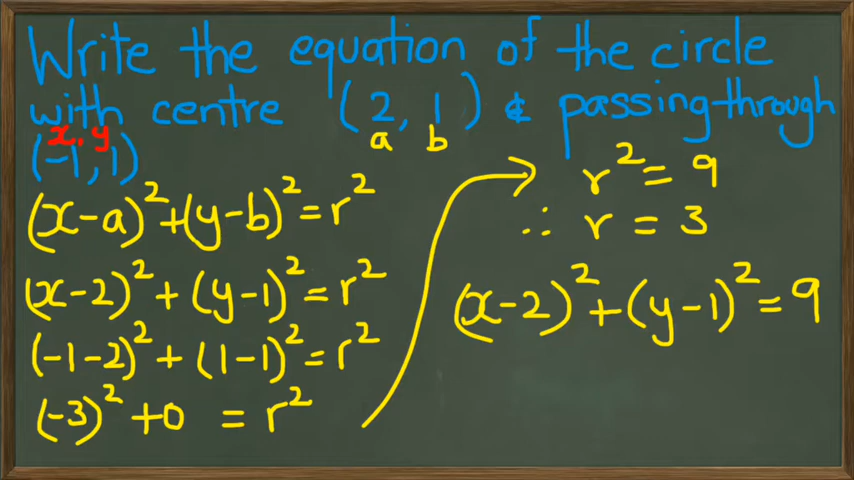 Write the equation of the circle
with centre (2, 1) & passing through
x, y
a b
(-1, 1)
(x-a)²+(y-b)²=r²
(x-2)²+(y-1)²=r²
(-1-2)²+(1-1)²=r²
(-3)²+0 =r²
r²=9
∴ r = 3
(x-2)²+(y-1)²=9